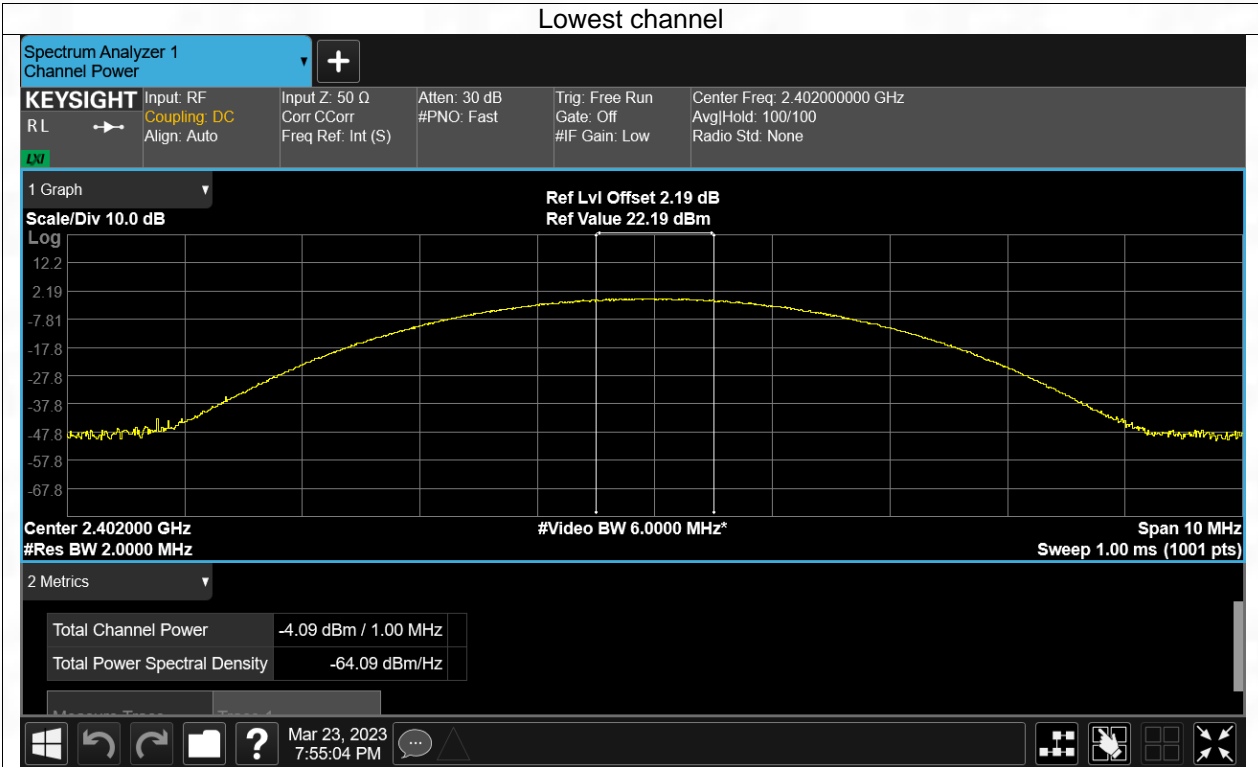 Lowest channel
Spectrum Analyzer 1
Channel Power
KEYSIGHT
R L
LXI
Input: RF
Coupling: DC
Align: Auto
Input Z: 50 Ω
Corr CCorr
Freq Ref: Int (S)
Atten: 30 dB
#PNO: Fast
Trig: Free Run
Gate: Off
#IF Gain: Low
Center Freq: 2.402000000 GHz
Avg|Hold: 100/100
Radio Std: None
1 Graph
Scale/Div 10.0 dB
Ref Lvl Offset 2.19 dB
Ref Value 22.19 dBm
Log
12.2
2.19
-7.81
-17.8
-27.8
-37.8
-47.8
-57.8
-67.8
Center 2.402000 GHz
#Video BW 6.0000 MHz*
Span 10 MHz
#Res BW 2.0000 MHz
Sweep 1.00 ms (1001 pts)
2 Metrics
Total Channel Power -4.09 dBm / 1.00 MHz
Total Power Spectral Density -64.09 dBm/Hz
Mar 23, 2023
7:55:04 PM